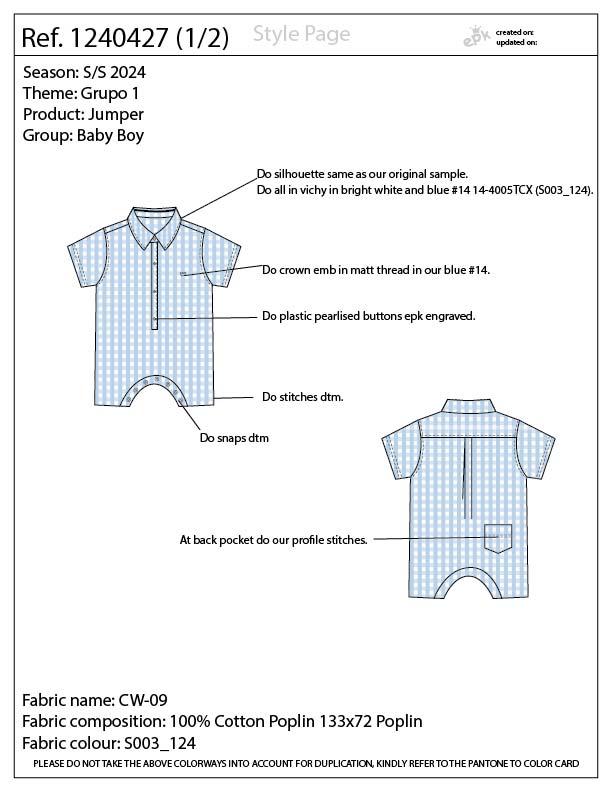 Ref. 1240427 (1/2)
Style Page
epk
created on:
updated on:
Season: S/S 2024
Theme: Grupo 1
Product: Jumper
Group: Baby Boy
Do silhouette same as our original sample.
Do all in vichy in bright white and blue #14 14-4005TCX (S003_124).
Do crown emb in matt thread in our blue #14.
Do plastic pearlised buttons epk engraved.
Do stitches dtm.
Do snaps dtm
At back pocket do our profile stitches.
Fabric name: CW-09
Fabric composition: 100% Cotton Poplin 133x72 Poplin
Fabric colour: S003_124
PLEASE DO NOT TAKE THE ABOVE COLORWAYS INTO ACCOUNT FOR DUPLICATION, KINDLY REFER TO THE PANTONE TO COLOR CARD